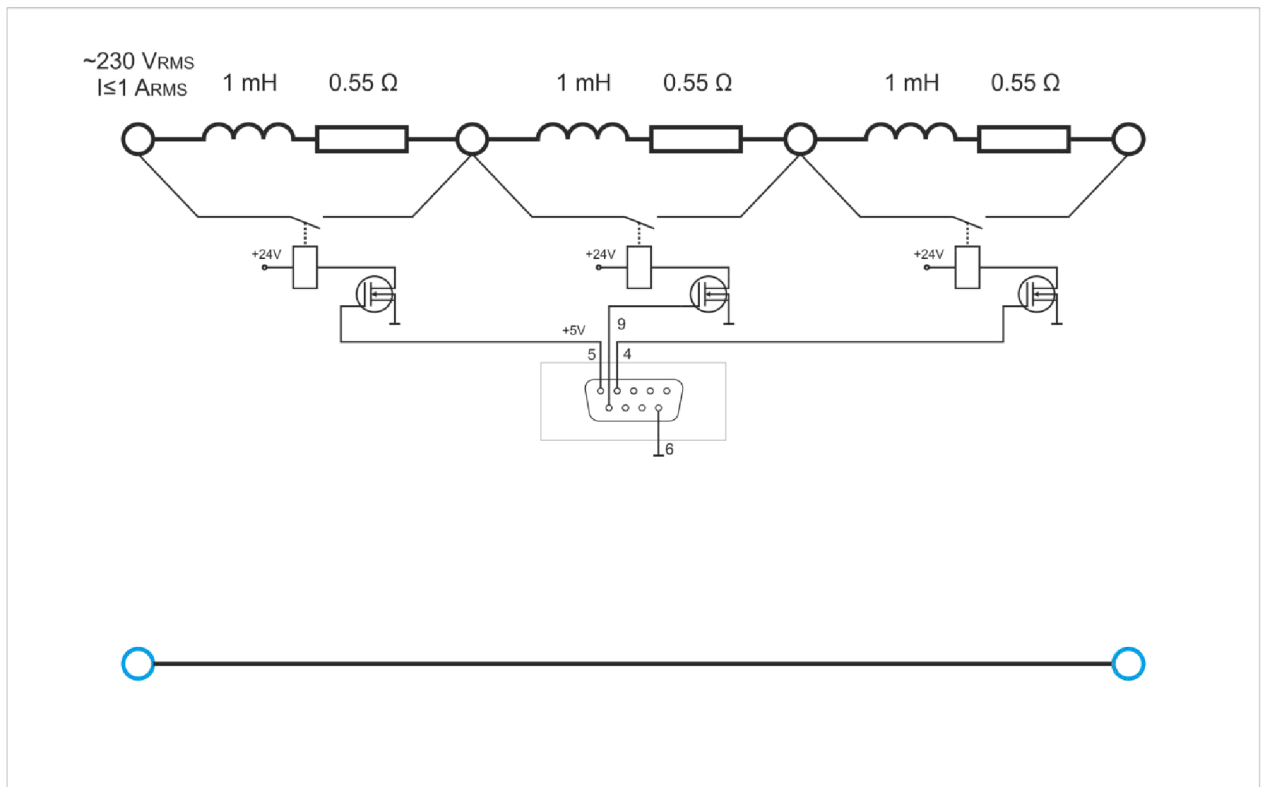 ~230 VRMS
I≤1 ARMS
1 mH
0.55 Ω
1 mH
0.55 Ω
1 mH
0.55 Ω
+24V
+24V
+24V
9
+5V
5
4
6